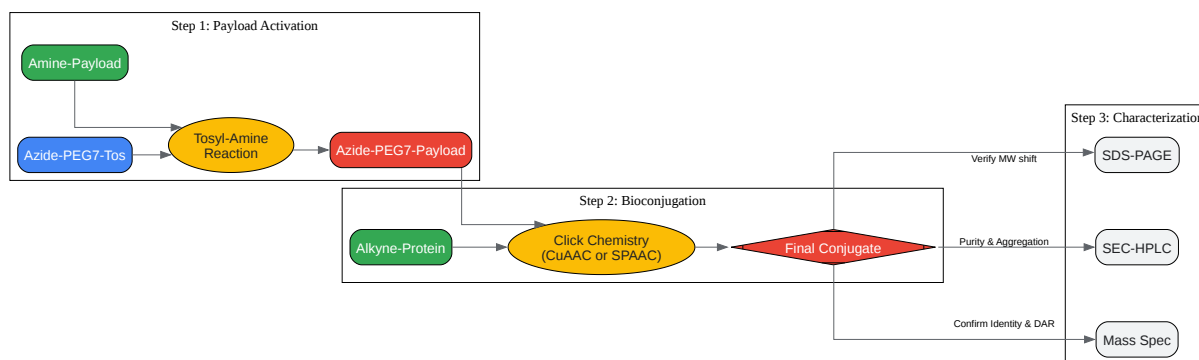 Step 1: Payload Activation
Amine-Payload
Azide-PEG7-Tos
Tosyl-Amine
Reaction
Azide-PEG7-Payload
Step 2: Bioconjugation
Alkyne-Protein
Click Chemistry
(CuAAC or SPAAC)
Final Conjugate
Step 3: Characterization
Verify MW shift
SDS-PAGE
Purity & Aggregation
SEC-HPLC
Confirm Identity & DAR
Mass Spec